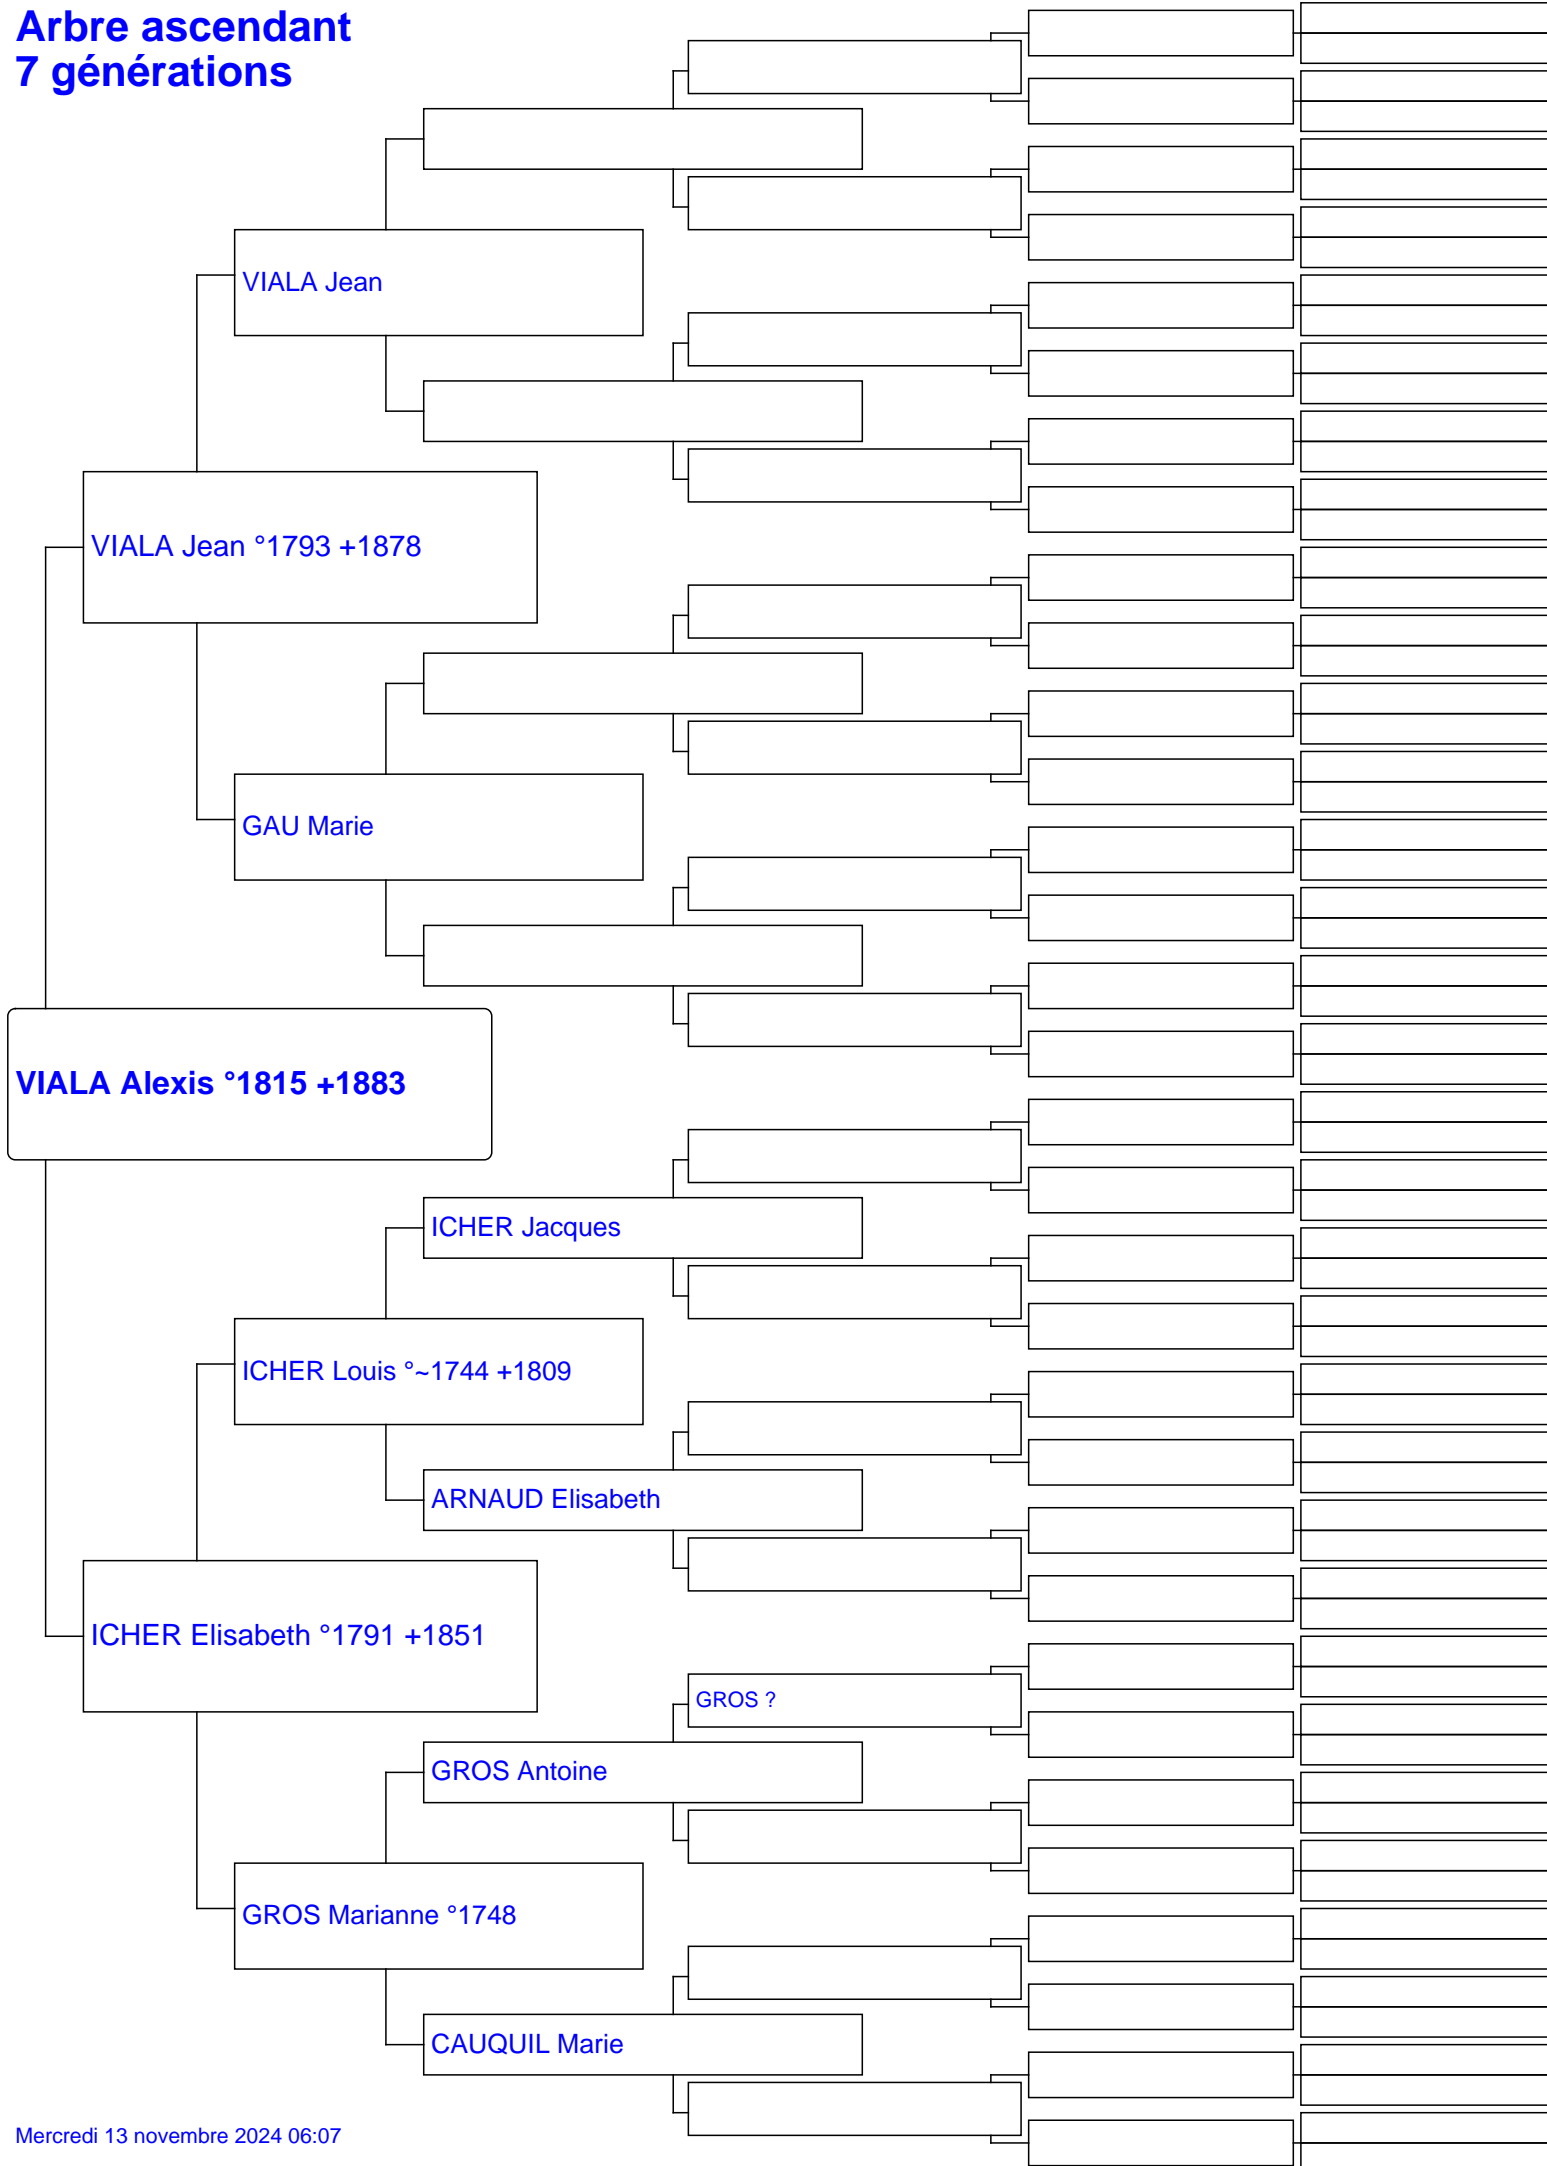 Arbre ascendant
7 générations
VIALA Jean
VIALA Jean °1793 +1878
GAU Marie
VIALA Alexis °1815 +1883
ICHER Jacques
ICHER Louis °~1744 +1809
ARNAUD Elisabeth
ICHER Elisabeth °1791 +1851
GROS ?
GROS Antoine
GROS Marianne °1748
CAUQUIL Marie
Mercredi 13 novembre 2024 06:07